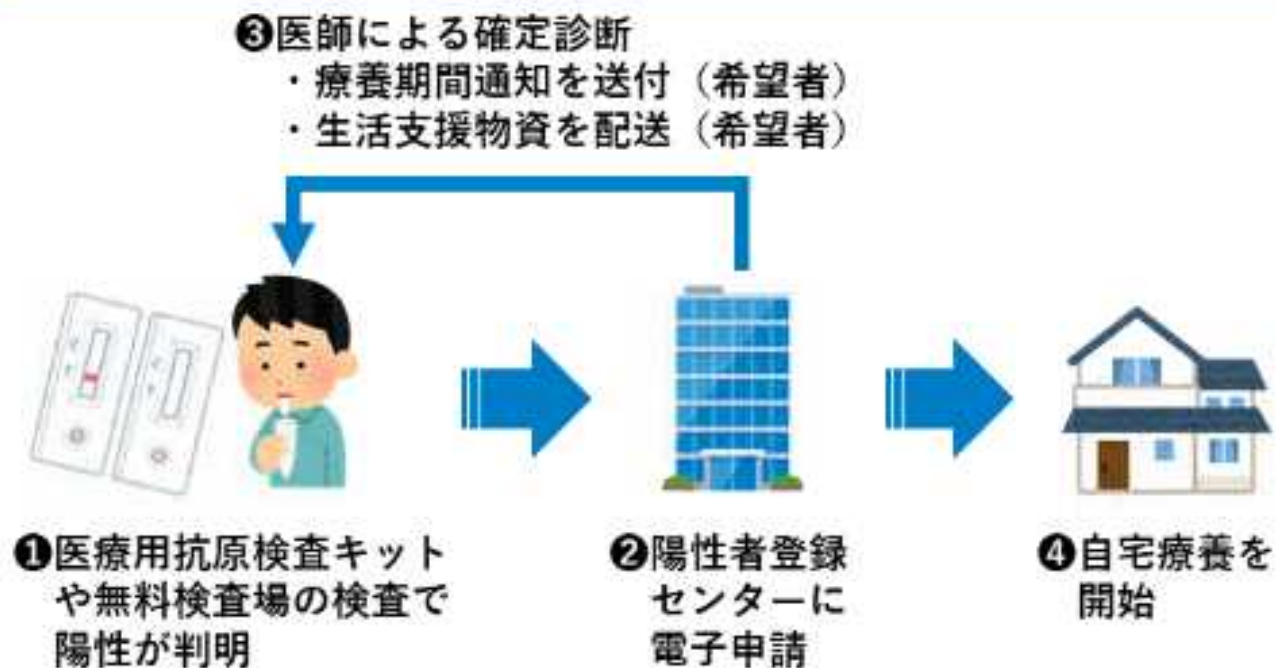 ❸医師による確定診断
・療養期間通知を送付（希望者）
・生活支援物資を配送（希望者）
❶医療用抗原検査キット
や無料検査場の検査で
陽性が判明
❷陽性者登録
センターに
電子申請
❹自宅療養を
開始